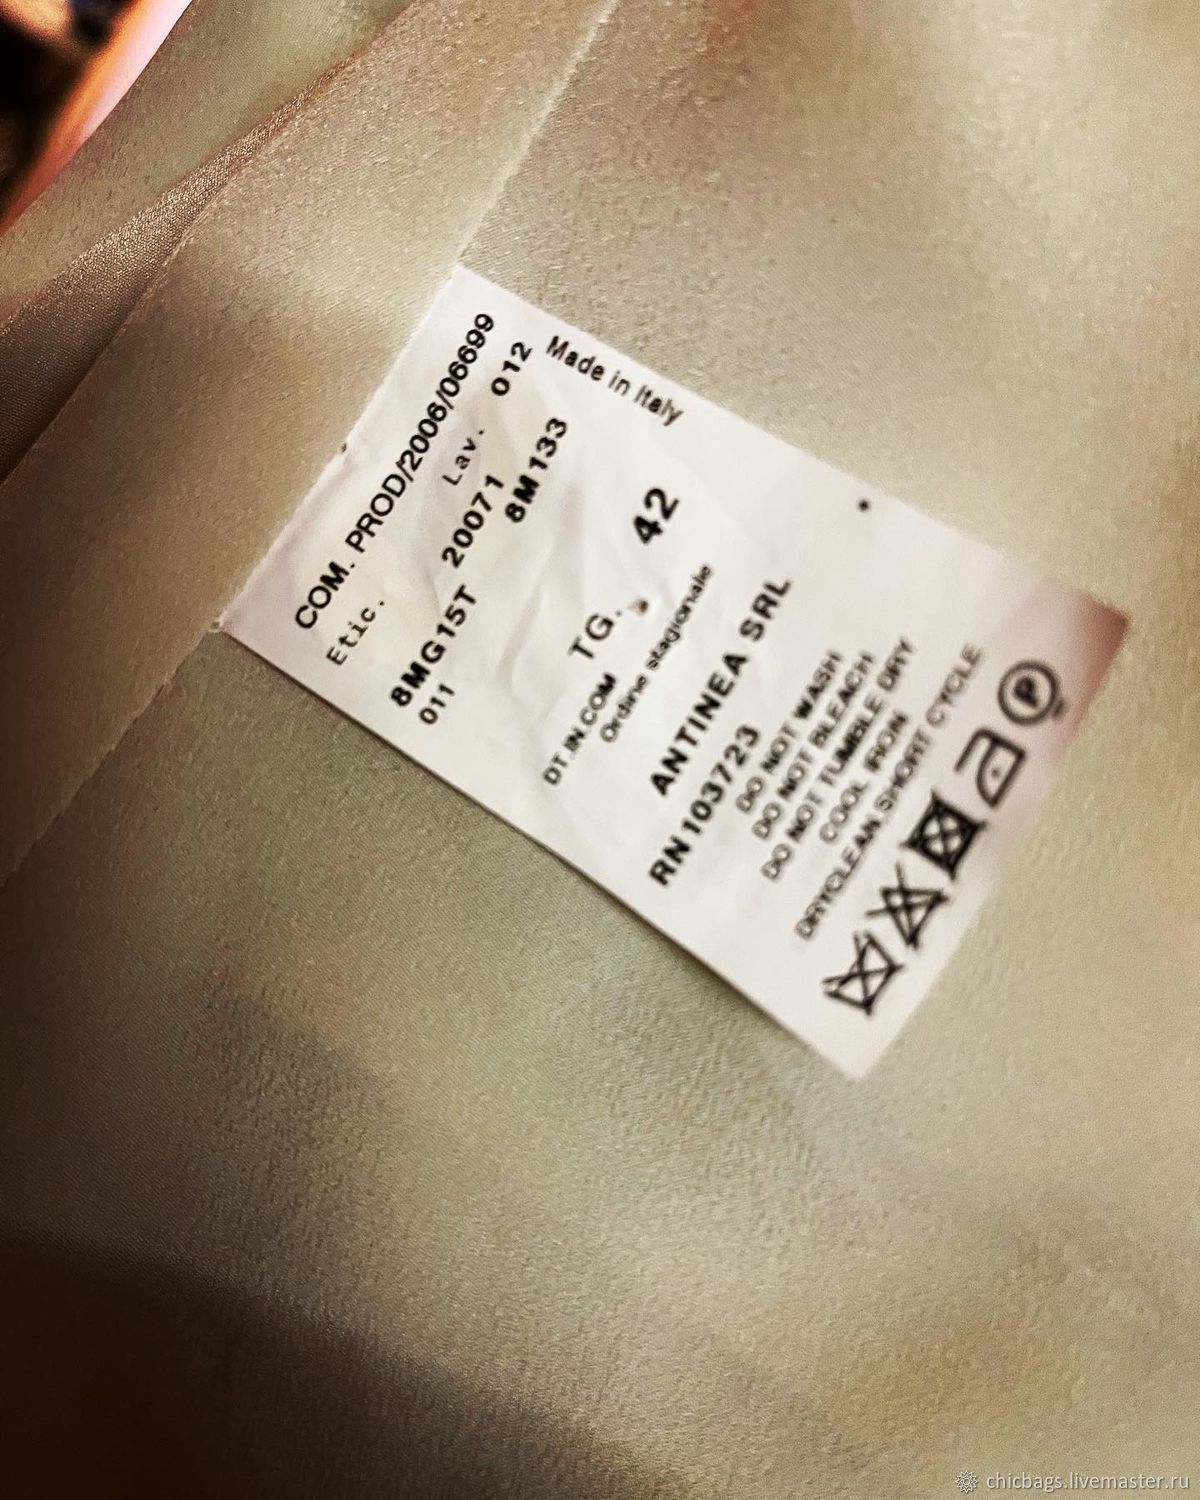 COM. PROD/2006/06699
Etic. Lav. 012
8MG15T 20071 8M133
011
Made in Italy
TG. 42
DT.IN.COM
Ordine stagionale
ANTINEA SRL
RN103723
DO NOT WASH
DO NOT BLEACH
DO NOT TUMBLE DRY
COOL IRON
DRYCLEAN.SHORT CYCLE
P
chicbags.livemaster.ru